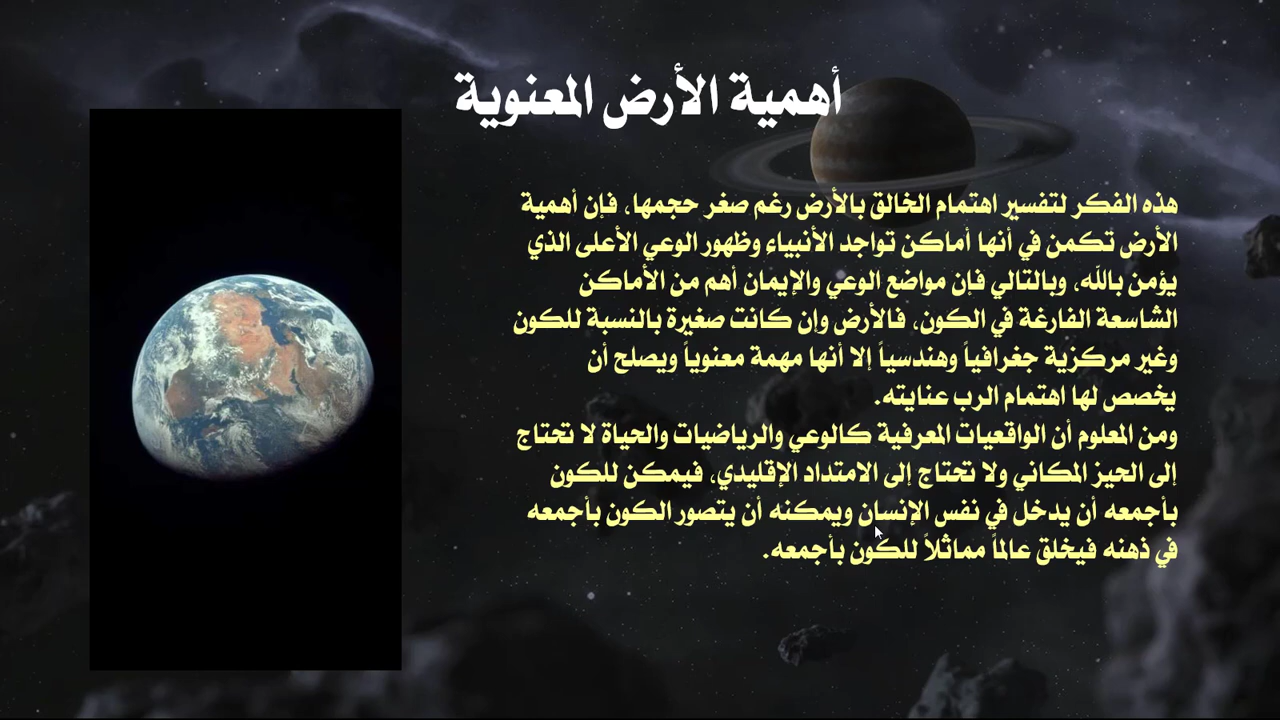 أهمية الأرض المعنوية
هذه الفكر لتفسير اهتمام الخالق بالأرض رغم صغر حجمها، فإن أهمية
الأرض تكمن في أنها أماكن تواجد الأنبياء وظهور الوعي الأعلى الذي
يؤمن بالله، وبالتالي فإن مواضع الوعي والإيمان أهم من الأماكن
الشاسعة الفارغة في الكون، فالأرض وإن كانت صغيرة بالنسبة للكون
وغير مركزية جغرافياً وهندسياً إلا أنها مهمة معنوياً ويصلح أن
يخصص لها اهتمام الرب عنايته.
ومن المعلوم أن الواقعيات المعرفية كالوعي والرياضيات والحياة لا تحتاج
إلى الحيز المكاني ولا تحتاج إلى الامتداد الإقليدي، فيمكن للكون
بأجمعه أن يدخل في نفس الإنسان ويمكنه أن يتصور الكون بأجمعه
في ذهنه فيخلق عالماً مماثلاً للكون بأجمعه.